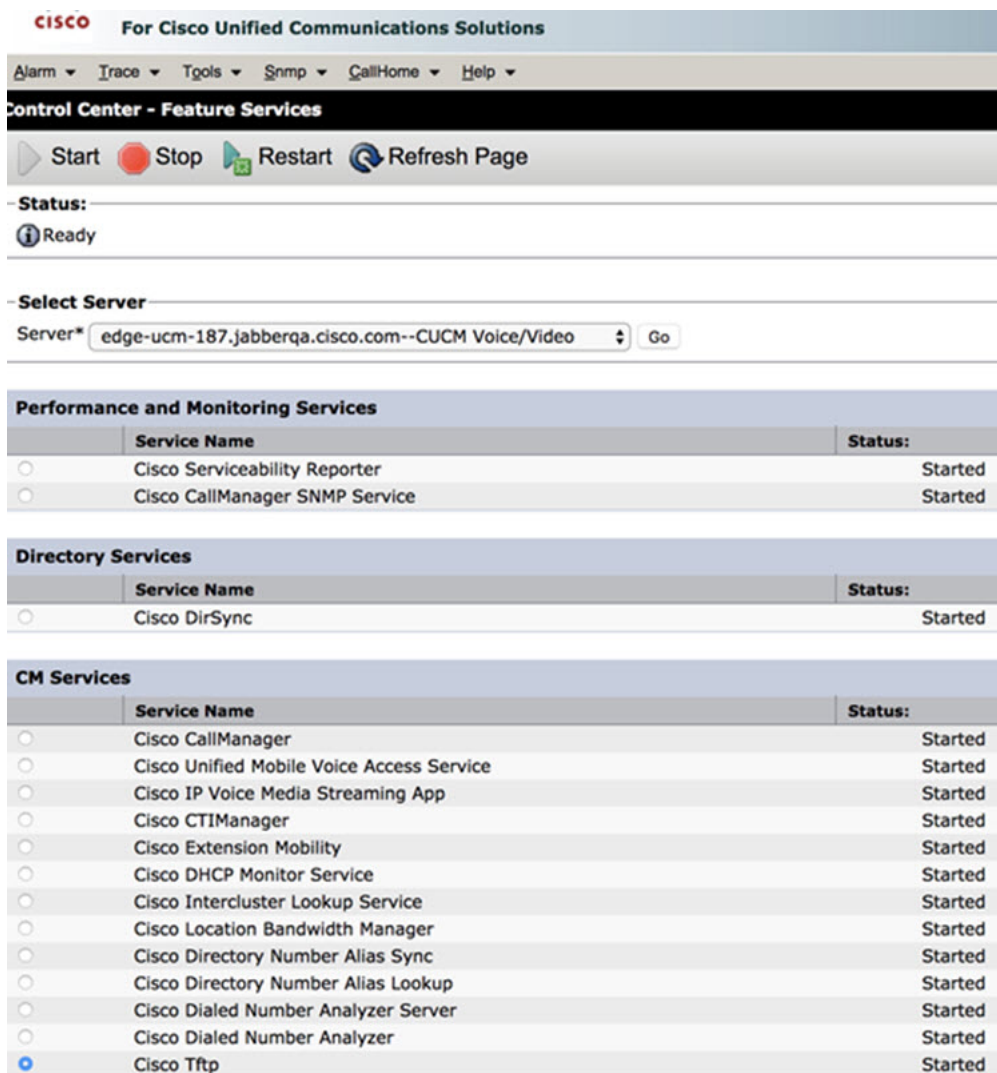 CISCO For Cisco Unified Communications Solutions
Alarm Trace Tools Snmp CallHome Help
Control Center - Feature Services
Start Stop Restart Refresh Page
Status:
Ready
Select Server
Server* edge-ucm-187.jabberqa.cisco.com--CUCM Voice/Video Go
Performance and Monitoring Services
Service Name Status:
Cisco Serviceability Reporter Started
Cisco CallManager SNMP Service Started
Directory Services
Service Name Status:
Cisco DirSync Started
CM Services
Service Name Status:
Cisco CallManager Started
Cisco Unified Mobile Voice Access Service Started
Cisco IP Voice Media Streaming App Started
Cisco CTIManager Started
Cisco Extension Mobility Started
Cisco DHCP Monitor Service Started
Cisco Intercluster Lookup Service Started
Cisco Location Bandwidth Manager Started
Cisco Directory Number Alias Sync Started
Cisco Directory Number Alias Lookup Started
Cisco Dialed Number Analyzer Server Started
Cisco Dialed Number Analyzer Started
Cisco Tftp Started